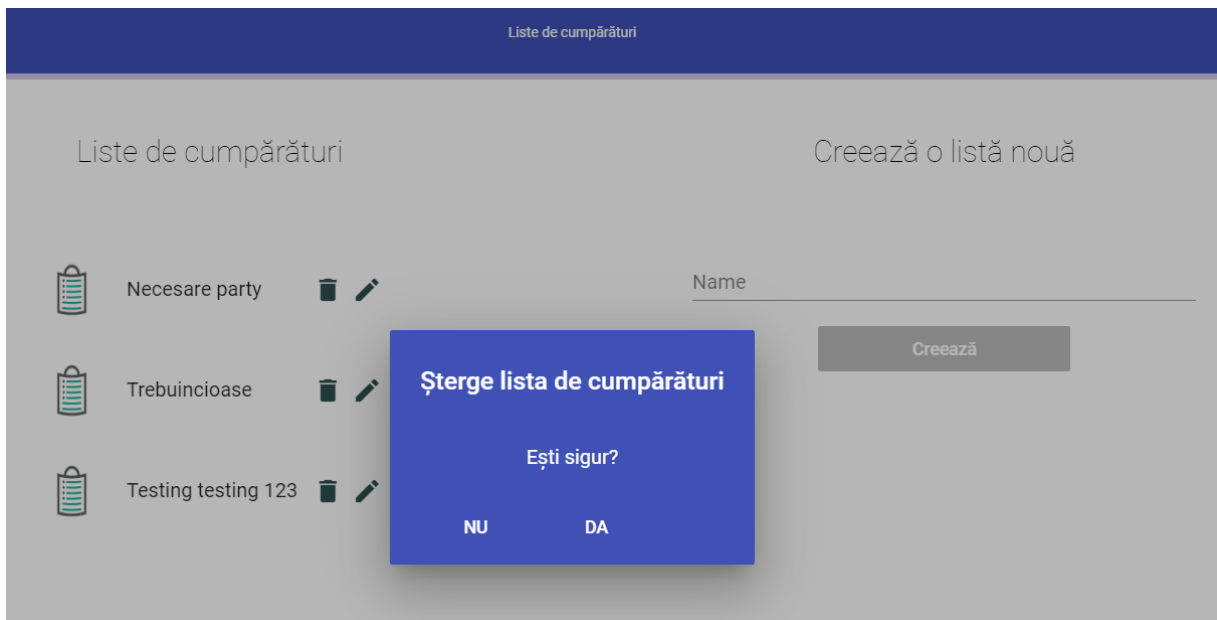 Liste de cumpărături
Liste de cumpărături
Creează o listă nouă
Necesare party
Name
Creează
Trebuincioase
Șterge lista de cumpărături
Ești sigur?
Testing testing 123
NU
DA